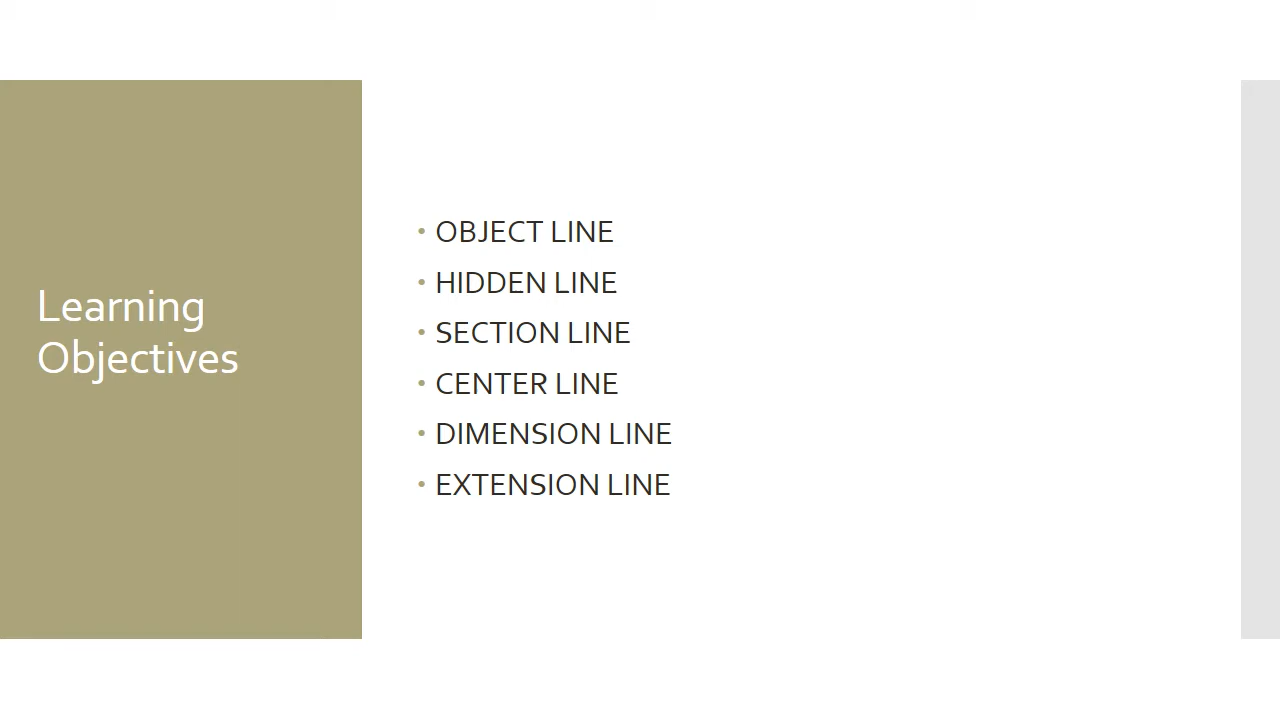 Learning
Objectives
• OBJECT LINE
• HIDDEN LINE
• SECTION LINE
• CENTER LINE
• DIMENSION LINE
• EXTENSION LINE